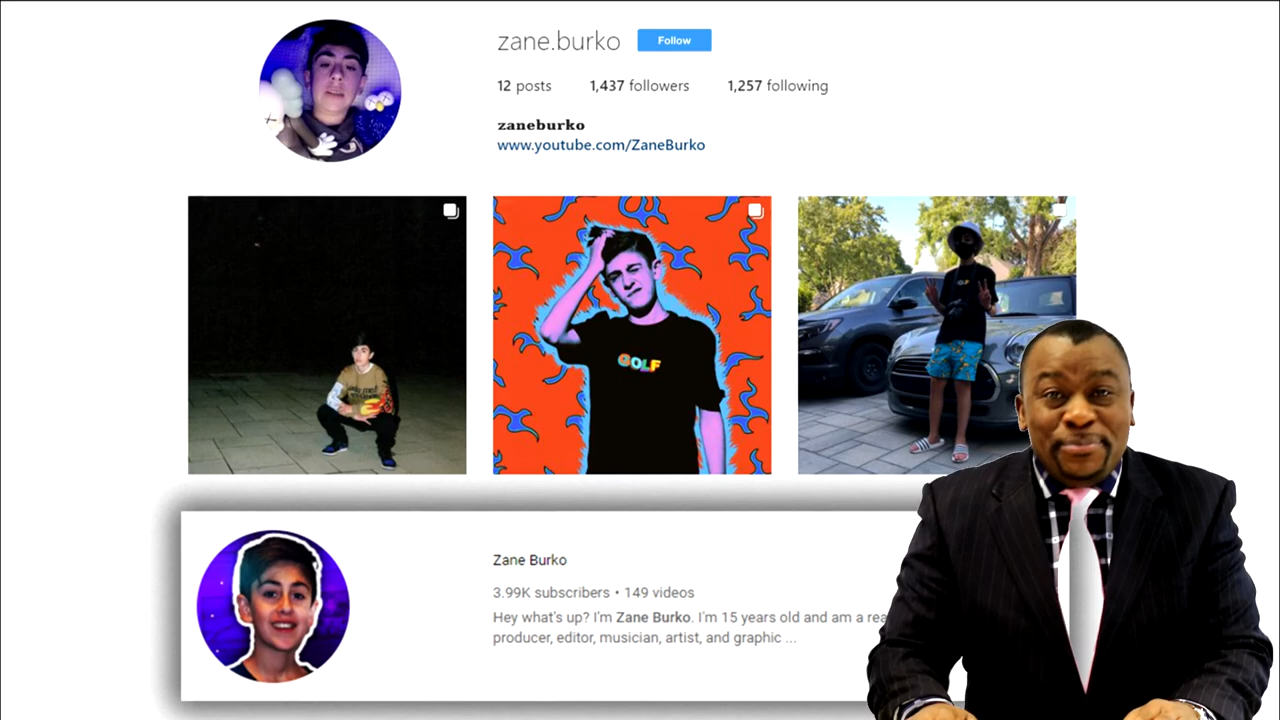 zane.burko Follow
12 posts 1,437 followers 1,257 following
zaneburko
www.youtube.com/ZaneBurko
GOLF
Zane Burko
3.99K subscribers • 149 videos
Hey what's up? I'm Zane Burko. I'm 15 years old and am a
producer, editor, musician, artist, and graphic ...